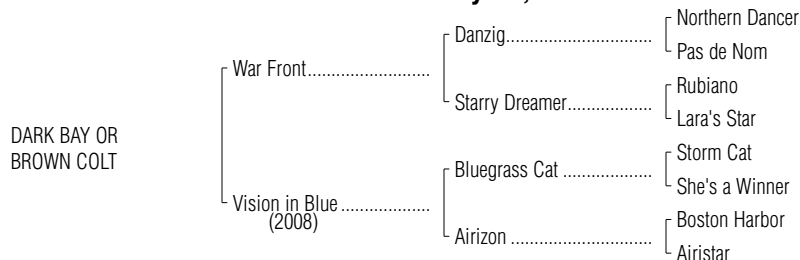 Northern Dancer
Danzig
Pas de Nom
War Front
Rubiano
Starry Dreamer
Lara's Star
DARK BAY OR
BROWN COLT
Storm Cat
Bluegrass Cat
She's a Winner
Vision in Blue
(2008)
Boston Harbor
Airizon
Airistar